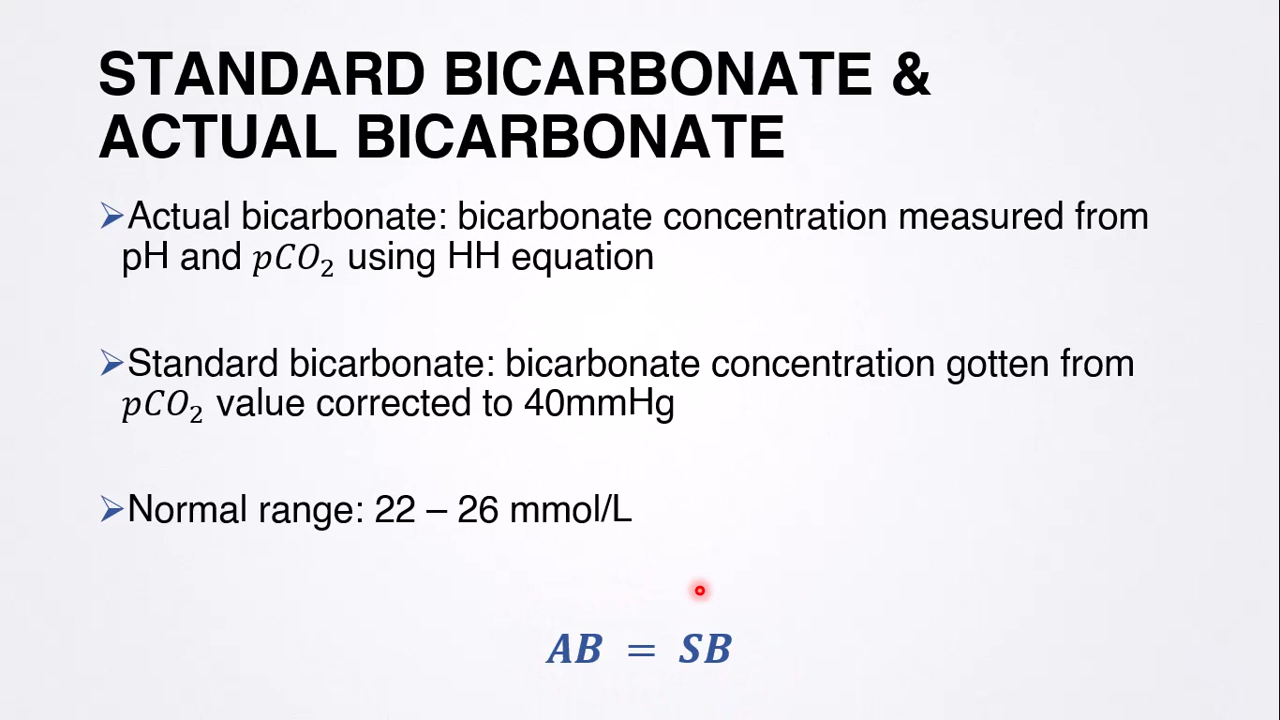 STANDARD BICARBONATE &
ACTUAL BICARBONATE
➢Actual bicarbonate: bicarbonate concentration measured from
pH and pCO₂ using HH equation
➢Standard bicarbonate: bicarbonate concentration gotten from
pCO₂ value corrected to 40mmHg
➢Normal range: 22 – 26 mmol/L
AB = SB